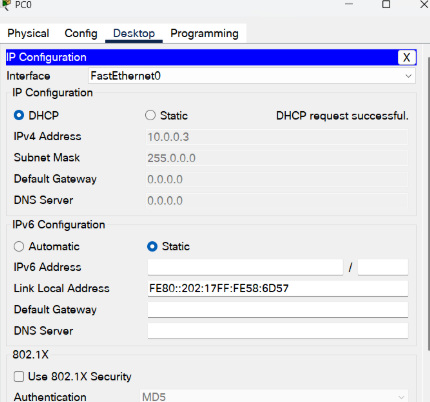 PC0
Physical Config Desktop Programming
IP Configuration X
Interface FastEthernet0
IP Configuration
DHCP Static DHCP request successful.
IPv4 Address 10.0.0.3
Subnet Mask 255.0.0.0
Default Gateway 0.0.0.0
DNS Server 0.0.0.0
IPv6 Configuration
Automatic Static
IPv6 Address /
Link Local Address FE80::202:17FF:FE58:6D57
Default Gateway
DNS Server
802.1X
Use 802.1X Security
Authentication MD5